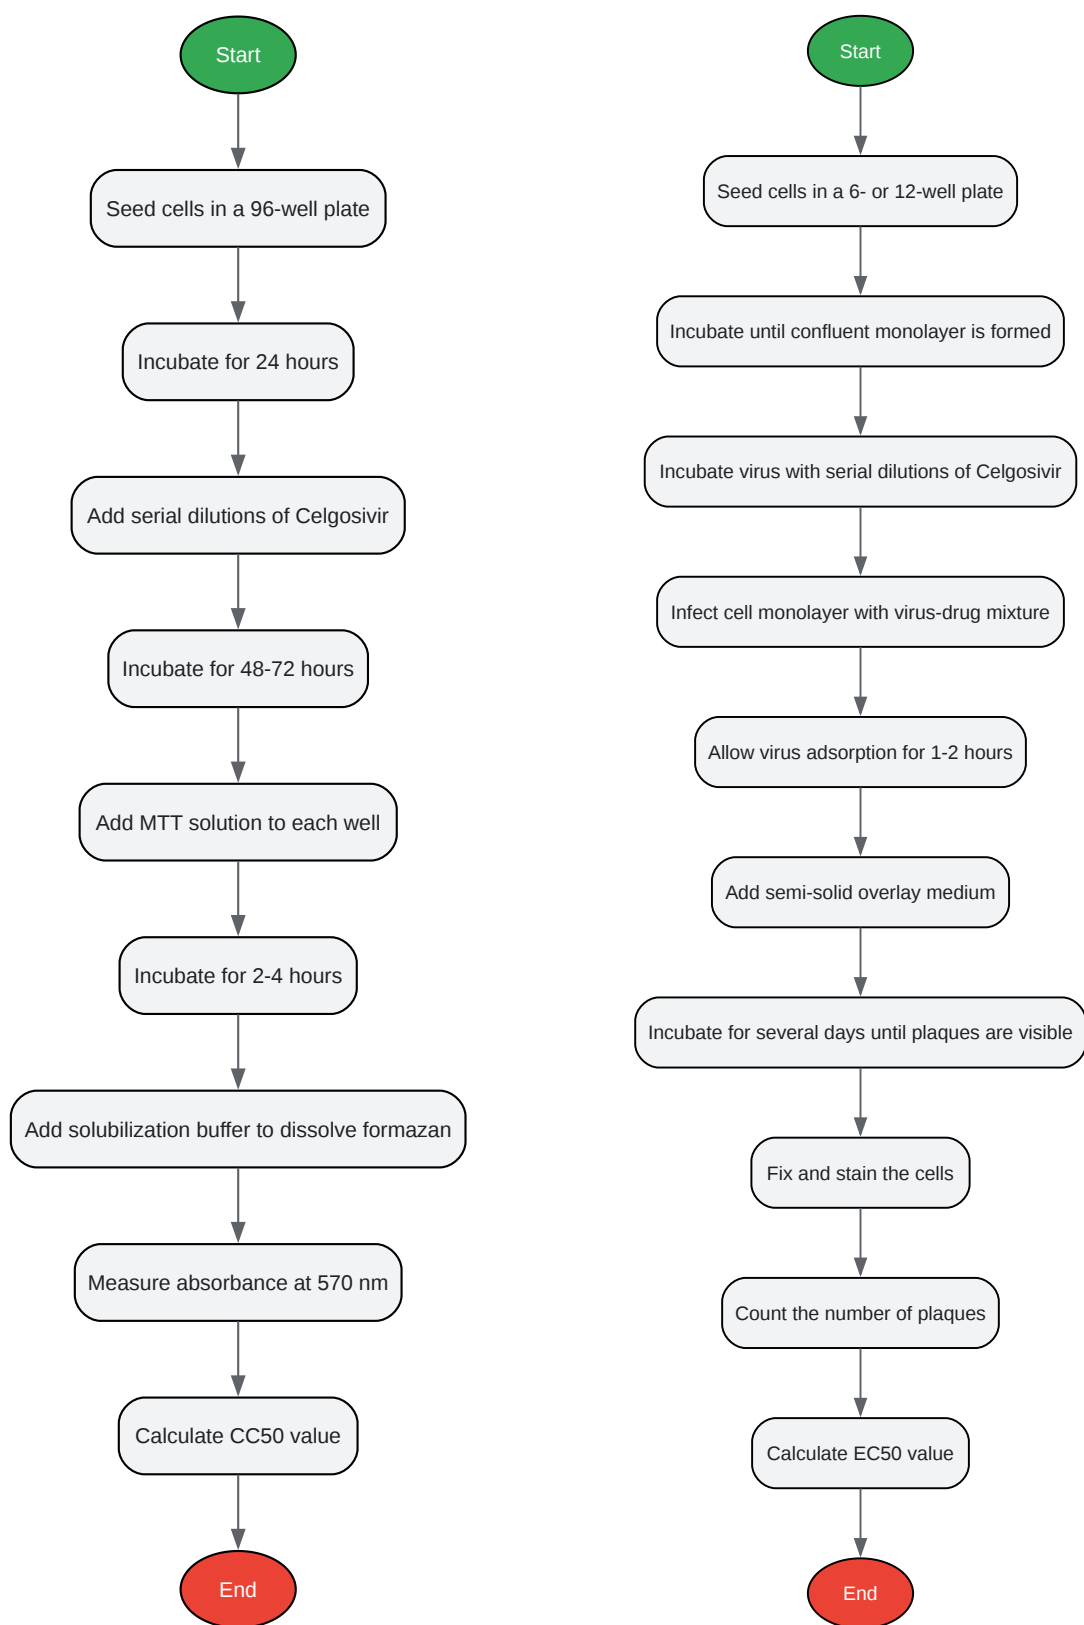 Start
Seed cells in a 96-well plate
Incubate for 24 hours
Add serial dilutions of Celgosivir
Incubate for 48-72 hours
Add MTT solution to each well
Incubate for 2-4 hours
Add solubilization buffer to dissolve formazan
Measure absorbance at 570 nm
Calculate CC50 value
End
Start
Seed cells in a 6- or 12-well plate
Incubate until confluent monolayer is formed
Incubate virus with serial dilutions of Celgosivir
Infect cell monolayer with virus-drug mixture
Allow virus adsorption for 1-2 hours
Add semi-solid overlay medium
Incubate for several days until plaques are visible
Fix and stain the cells
Count the number of plaques
Calculate EC50 value
End